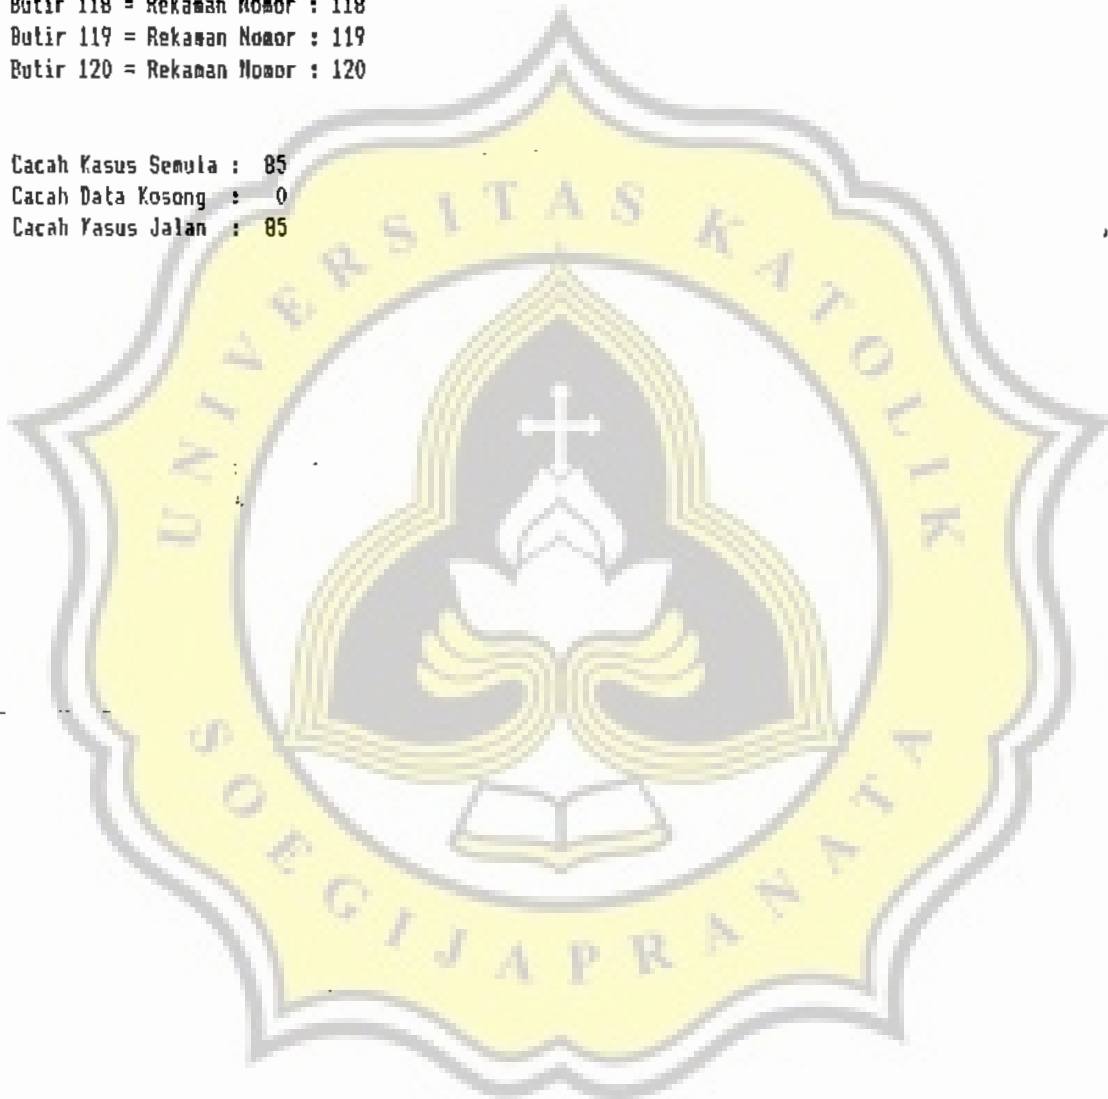 Butir 118 = Rekaman Nomor : 118
Butir 119 = Rekaman Nomor : 119
Butir 120 = Rekaman Nomor : 120
Cacah Kasus Semula : 85
Cacah Data Kosong : 0
Cacah Kasus Jalan : 85
UNIVERSITAS KATOLIK
SOEGIJAPRANATA